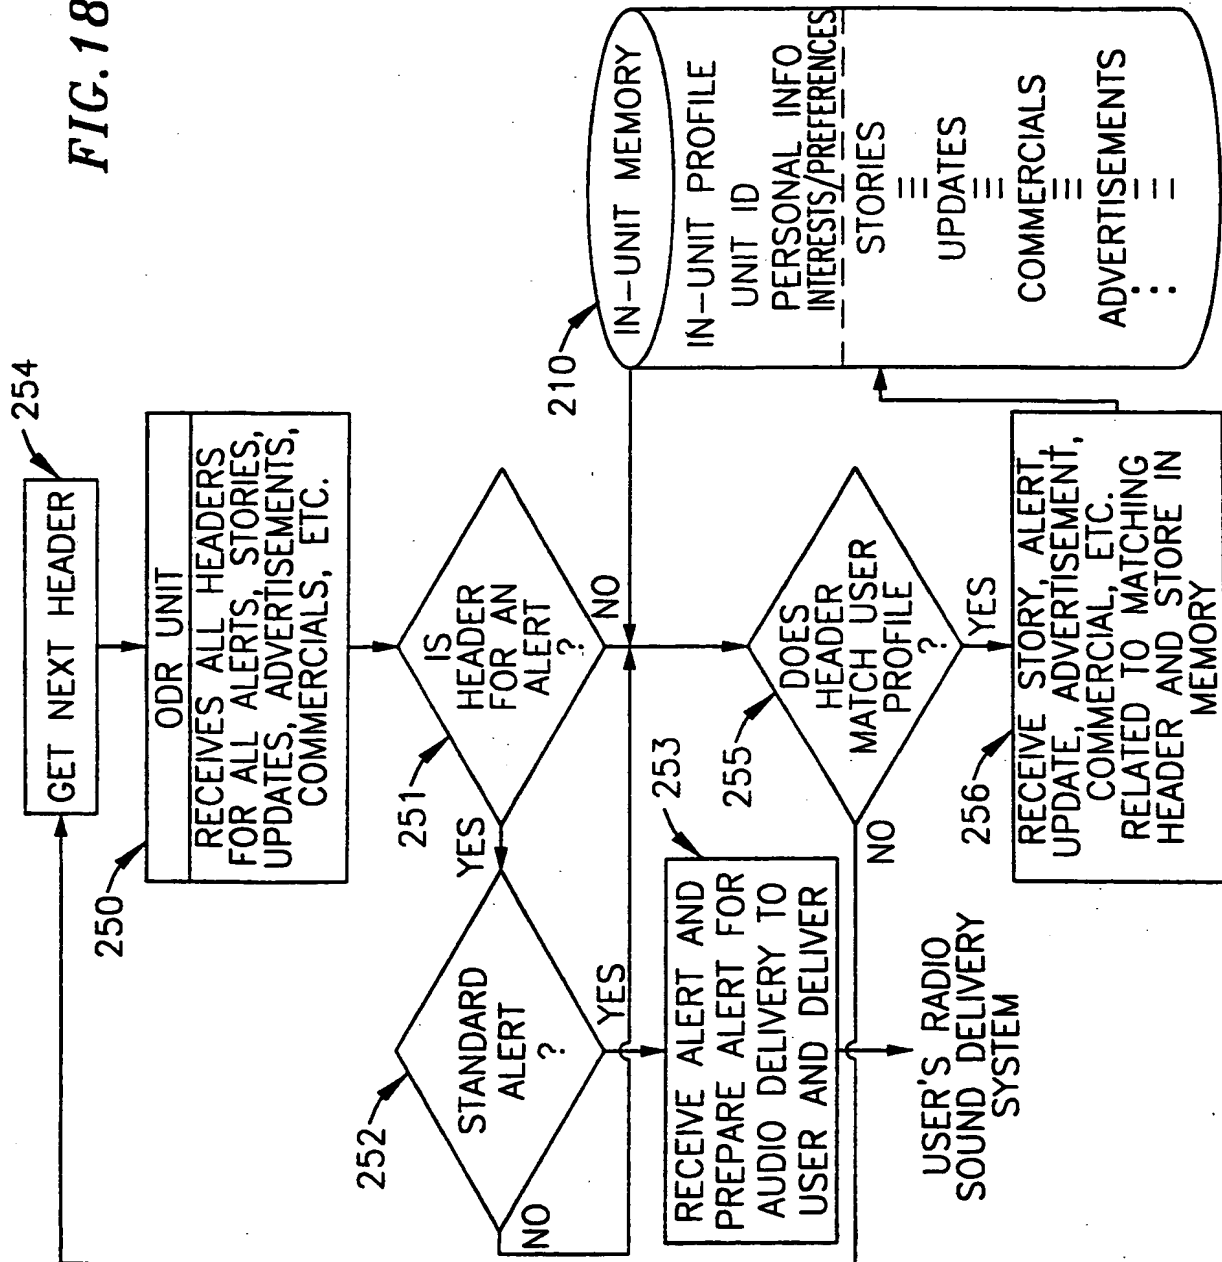 FIG.18
GET NEXT HEADER
254
250
ODR UNIT
RECEIVES ALL HEADERS
FOR ALL ALERTS, STORIES,
UPDATES, ADVERTISEMENTS,
COMMERCIALS, ETC.
251
IS
HEADER
FOR AN
ALERT
?
YES
NO
252
STANDARD
ALERT
?
NO
YES
253
RECEIVE ALERT AND
PREPARE ALERT FOR
AUDIO DELIVERY TO
USER AND DELIVER
USER'S RADIO
SOUND DELIVERY
SYSTEM
255
DOES
HEADER
MATCH USER
PROFILE
?
NO
YES
256
RECEIVE STORY, ALERT,
UPDATE, ADVERTISEMENT,
COMMERCIAL, ETC.
RELATED TO MATCHING
HEADER AND STORE IN
MEMORY
210
IN-UNIT MEMORY
IN-UNIT PROFILE
UNIT ID
PERSONAL INFO
INTERESTS/PREFERENCES
STORIES
UPDATES
COMMERCIALS
ADVERTISEMENTS